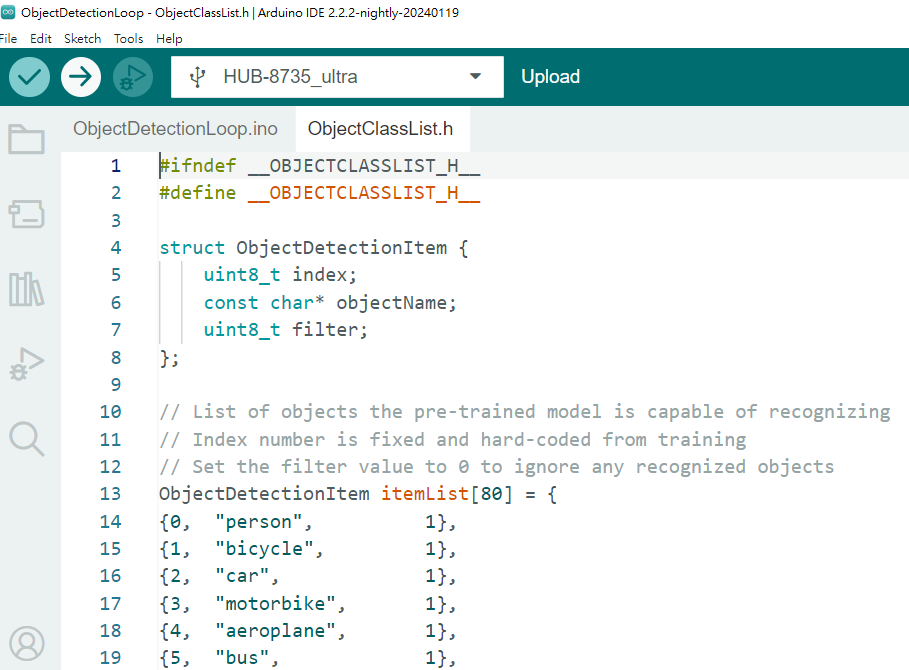 ObjectDetectionLoop - ObjectClassList.h | Arduino IDE 2.2.2-nightly-20240119
File Edit Sketch Tools Help
HUB-8735_ultra Upload
ObjectDetectionLoop.ino ObjectClassList.h
1 #ifndef __OBJECTCLASSLIST_H__
2 #define __OBJECTCLASSLIST_H__
3
4 struct ObjectDetectionItem {
5 uint8_t index;
6 const char* objectName;
7 uint8_t filter;
8 };
9
10 // List of objects the pre-trained model is capable of recognizing
11 // Index number is fixed and hard-coded from training
12 // Set the filter value to 0 to ignore any recognized objects
13 ObjectDetectionItem itemList[80] = {
14 {0, "person", 1},
15 {1, "bicycle", 1},
16 {2, "car", 1},
17 {3, "motorbike", 1},
18 {4, "aeroplane", 1},
19 {5, "bus", 1},